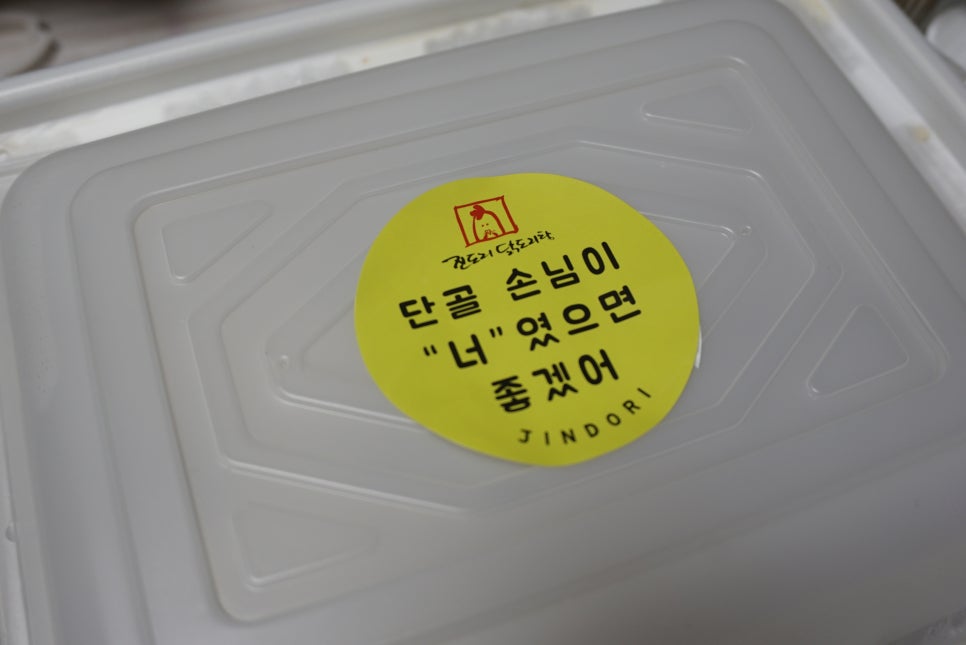 진도리 닭도리탕
단골 손님이
“너”였으면
좋겠어
JINDORI